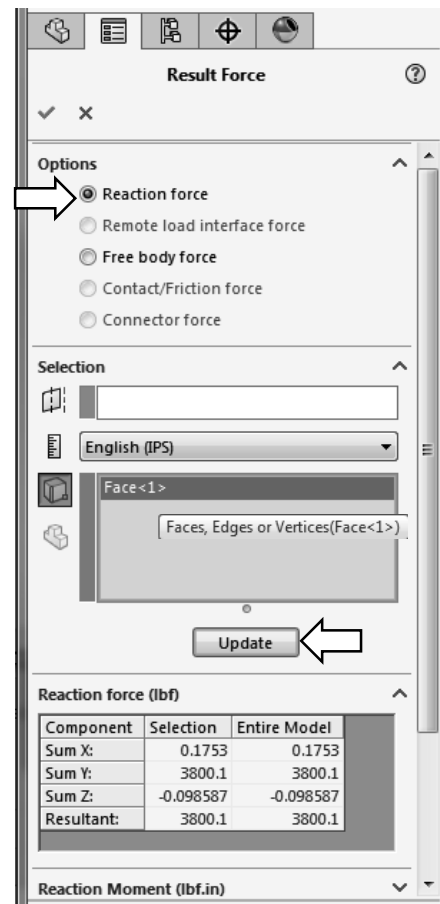 Result Force
Options
Reaction force
Remote load interface force
Free body force
Contact/Friction force
Connector force
Selection
English (IPS)
Face<1>
Faces, Edges or Vertices(Face<1>)
Update
Reaction force (lbf)
Component Selection Entire Model
Sum X: 0.1753 0.1753
Sum Y: 3800.1 3800.1
Sum Z: -0.098587 -0.098587
Resultant: 3800.1 3800.1
Reaction Moment (lbf.in)